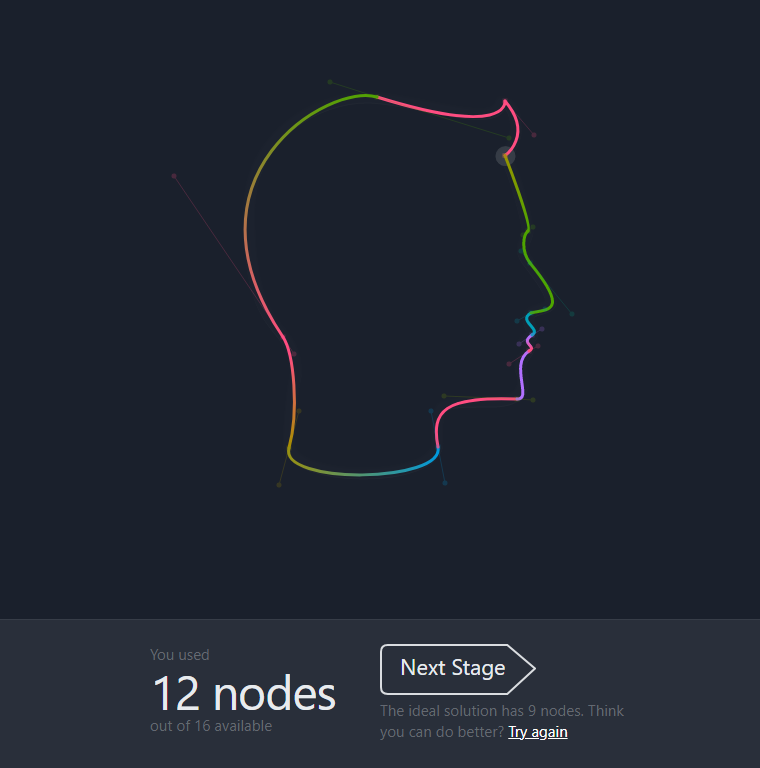 You used
12 nodes
out of 16 available
Next Stage
The ideal solution has 9 nodes. Think
you can do better? Try again